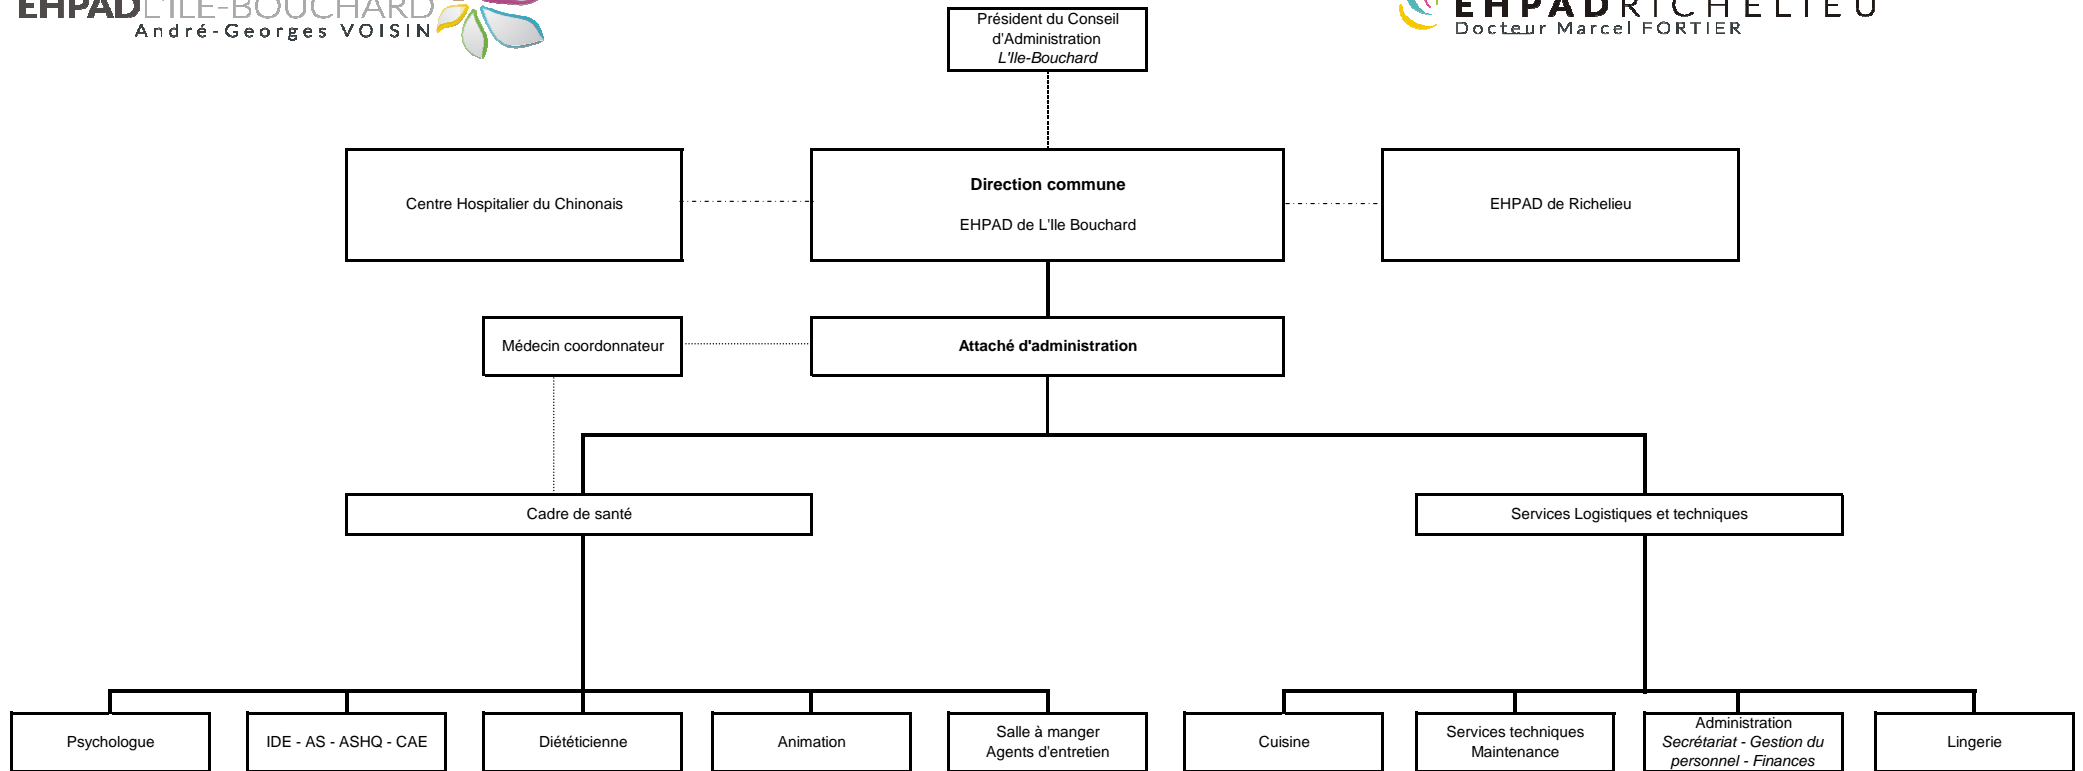 EHPAD L'ILE-BOUCHARD
André-Georges VOISIN
EHPAD RICHELIEU
Docteur Marcel FORTIER
Président du Conseil
d'Administration
L'Ile-Bouchard
Centre Hospitalier du Chinonais
Direction commune
EHPAD de L'Ile Bouchard
EHPAD de Richelieu
Médecin coordonnateur
Attaché d'administration
Cadre de santé
Services Logistiques et techniques
Psychologue
IDE - AS - ASHQ - CAE
Diététicienne
Animation
Salle à manger
Agents d'entretien
Cuisine
Services techniques
Maintenance
Administration
Secrétariat - Gestion du
personnel - Finances
Lingerie